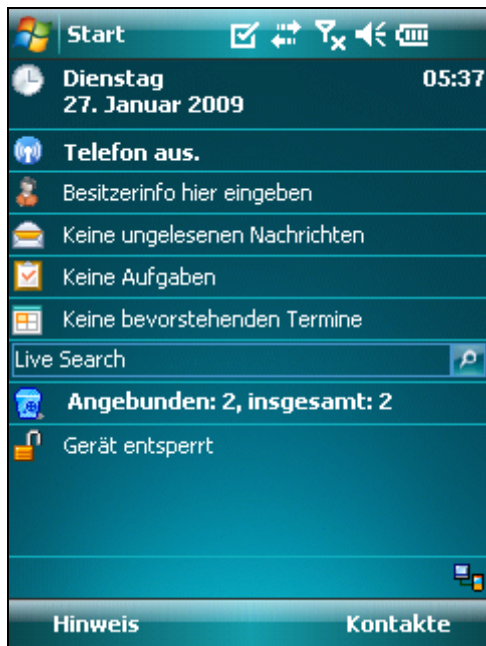 Start
Dienstag 05:37
27. Januar 2009
Telefon aus.
Besitzerinfo hier eingeben
Keine ungelesenen Nachrichten
Keine Aufgaben
Keine bevorstehenden Termine
Live Search
Angebunden: 2, insgesamt: 2
Gerät entsperrt
Hinweis Kontakte